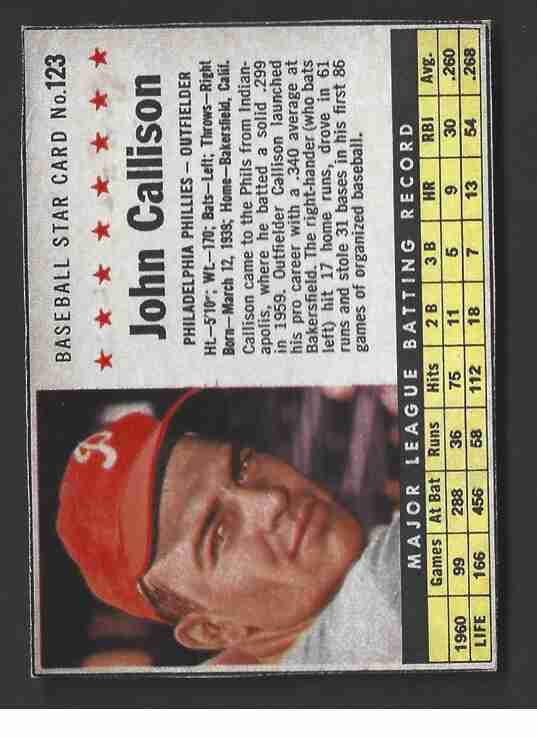 BASEBALL STAR CARD No.123
★ ★ ★ ★ ★ ★ ★ ★
John Callison
PHILADELPHIA PHILLIES — OUTFIELDER
Ht.—5'10"; Wt.—170; Bats—Left; Throws—Right
Born—March 12, 1939; Home—Bakersfield, Calif.
Callison came to the Phils from Indian-
apolis, where he batted a solid .299
in 1959. Outfielder Callison launched
his pro career with a .340 average at
Bakersfield. The right-hander (who bats
left) hit 17 home runs, drove in 61
runs and stole 31 bases in his first 86
games of organized baseball.
P
MAJOR LEAGUE BATTING RECORD
Games At Bat Runs Hits 2 B 3 B HR RBI Avg.
1960 99 288 36 75 11 5 9 30 .260
LIFE 166 456 58 112 18 7 13 54 .268